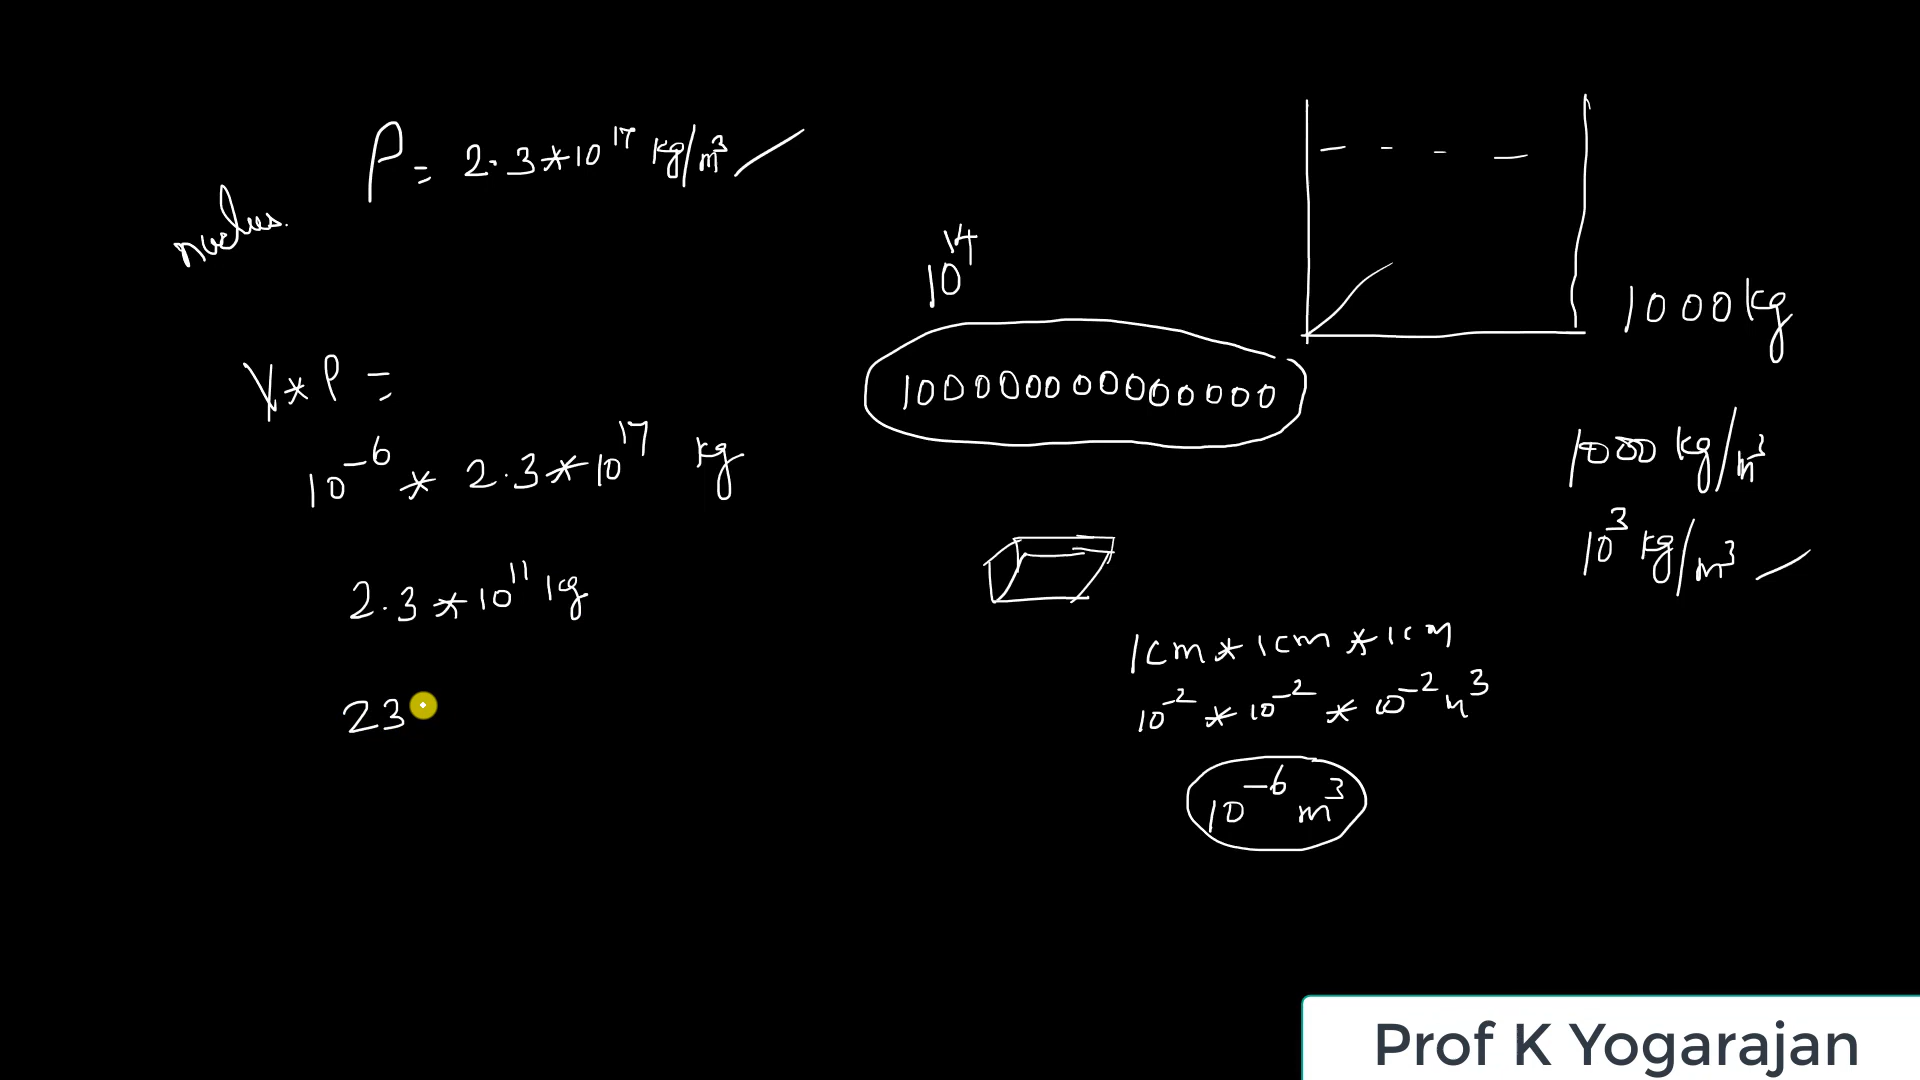 ρ = 2.3*10^17 kg/m^3
nucleus.
V*ρ =
10^-6 * 2.3*10^17 kg
2.3*10^11 kg
23
10^14
100000000000000
1000kg
1000 kg/m^3
10^3 kg/m^3
1cm*1cm*1cm
10^-2 * 10^-2 * 10^-2 m^3
10^-6 m^3
Prof K Yogarajan